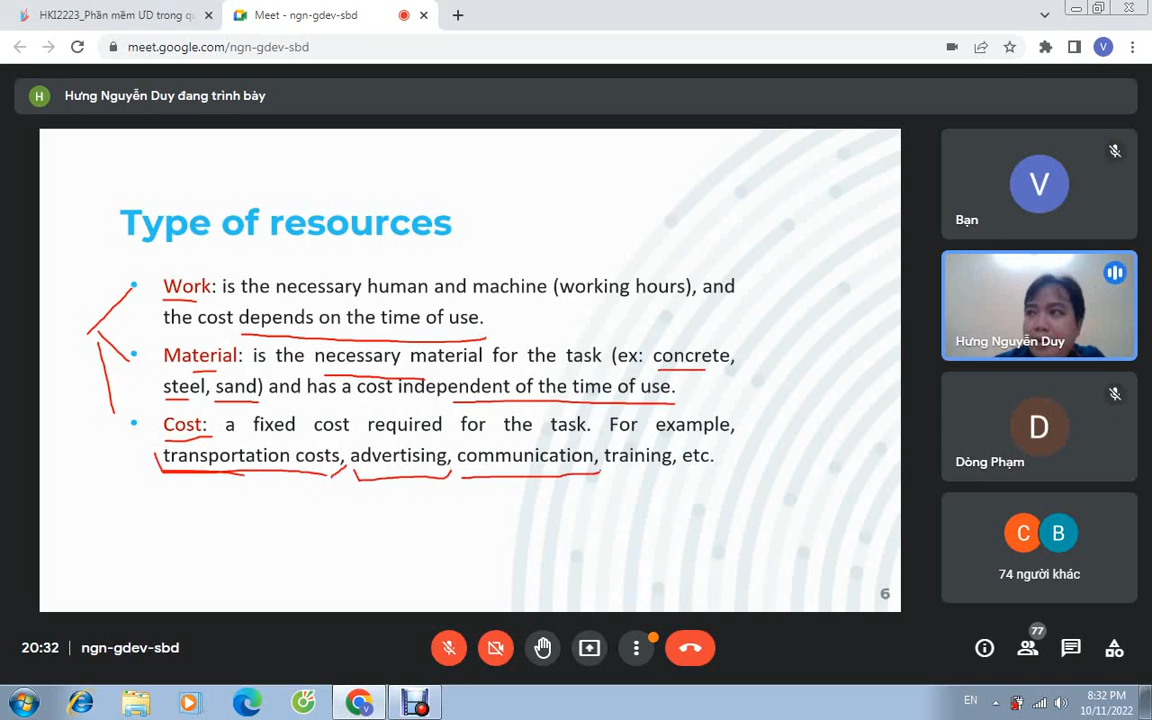 HKI2223_Phần mềm ƯD trong qu
Meet - ngn-gdev-sbd
meet.google.com/ngn-gdev-sbd
V
H
Hưng Nguyễn Duy đang trình bày
Type of resources
• Work: is the necessary human and machine (working hours), and
the cost depends on the time of use.
• Material: is the necessary material for the task (ex: concrete,
steel, sand) and has a cost independent of the time of use.
• Cost: a fixed cost required for the task. For example,
transportation costs, advertising, communication, training, etc.
6
V
Bạn
Hưng Nguyễn Duy
D
Dòng Phạm
C B
74 người khác
20:32 | ngn-gdev-sbd
77
EN
8:32 PM
10/11/2022